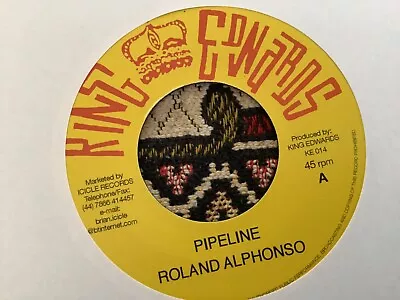 KING EDWARDS
Marketed by
ICICLE RECORDS
Telephone/Fax:
(44) 7866 414457
e-mail:
brian.icicle
@btinternet.com
Produced by:
KING EDWARDS
KE 014
45 rpm
A
PIPELINE
ROLAND ALPHONSO